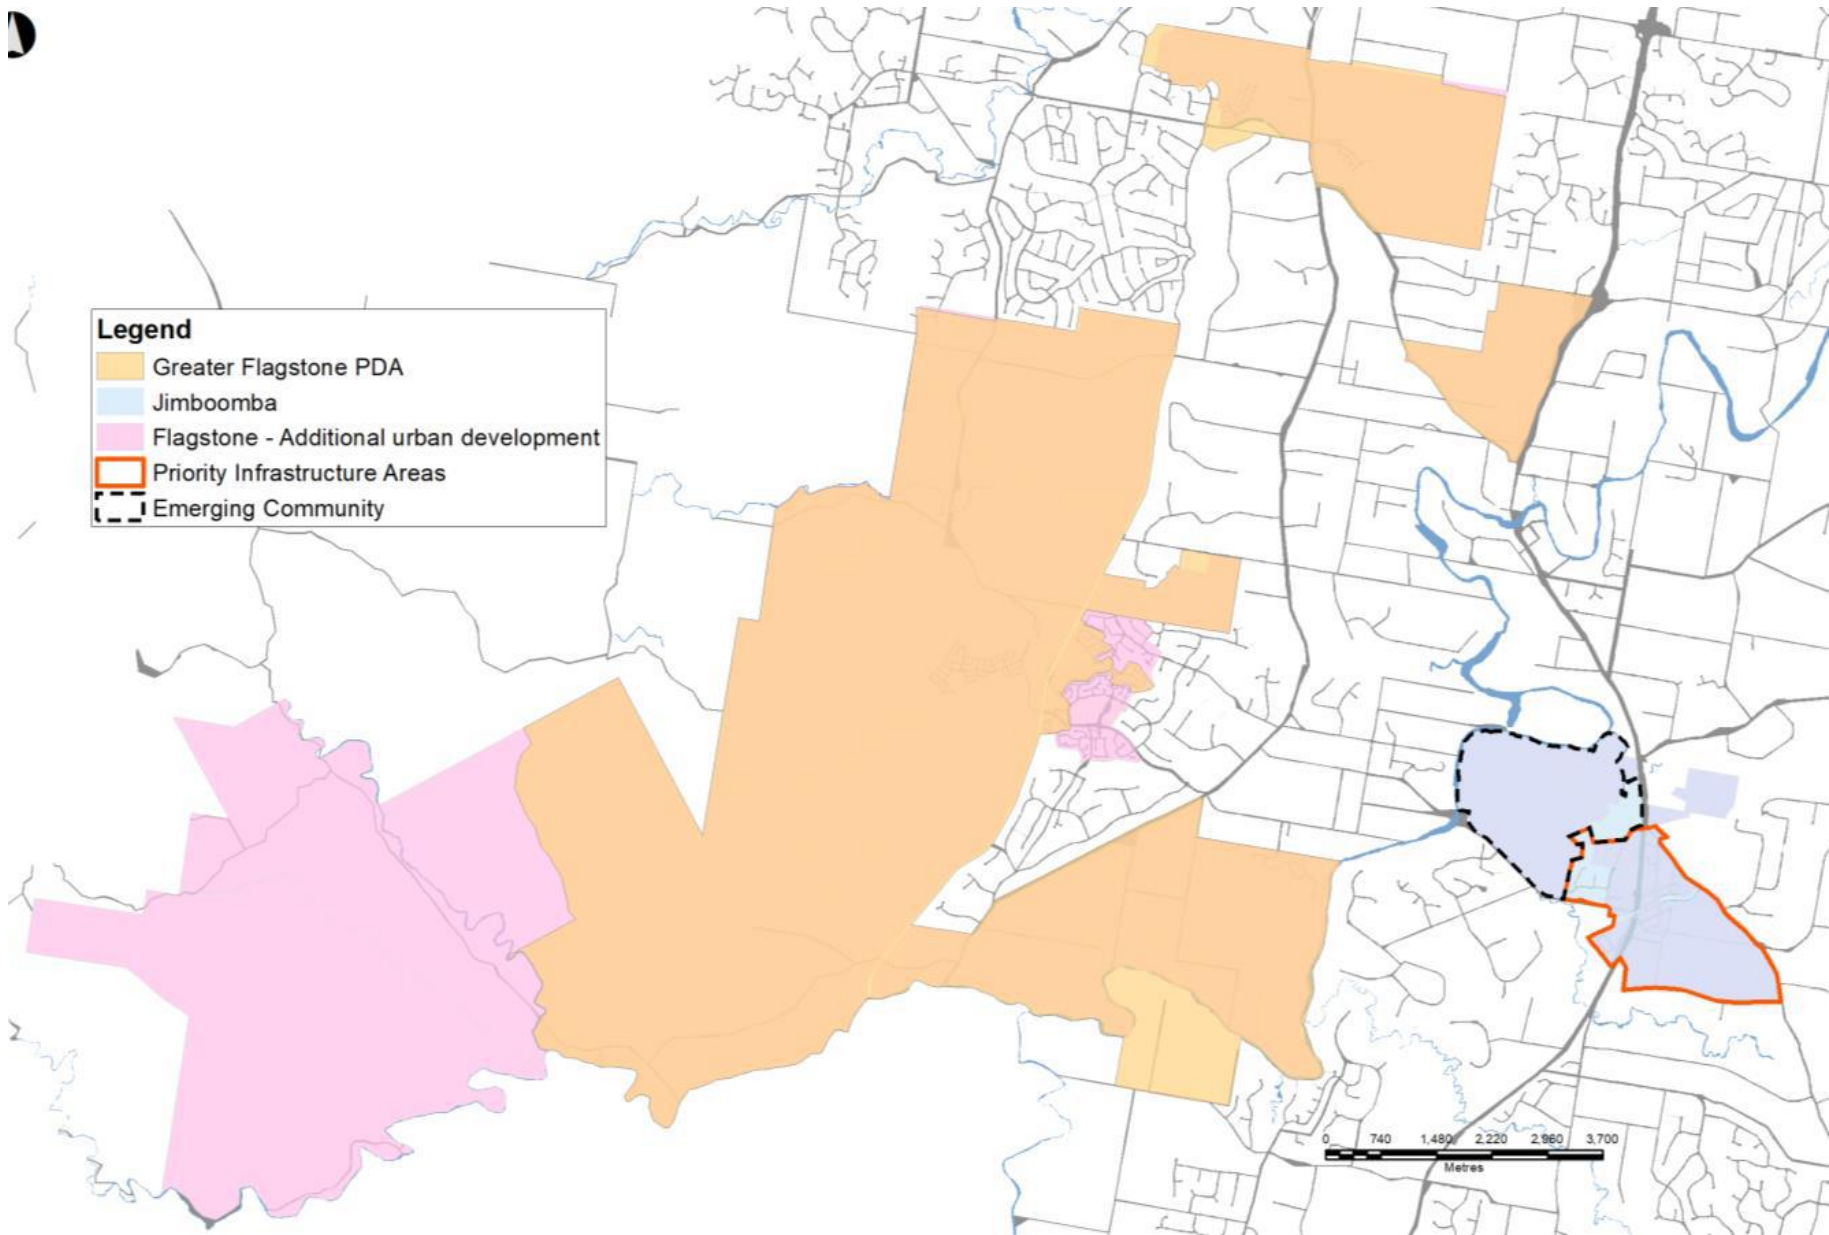 Legend
Greater Flagstone PDA
Jimboomba
Flagstone - Additional urban development
Priority Infrastructure Areas
Emerging Community
0 740 1,480 2,220 2,960 3,700
Metres